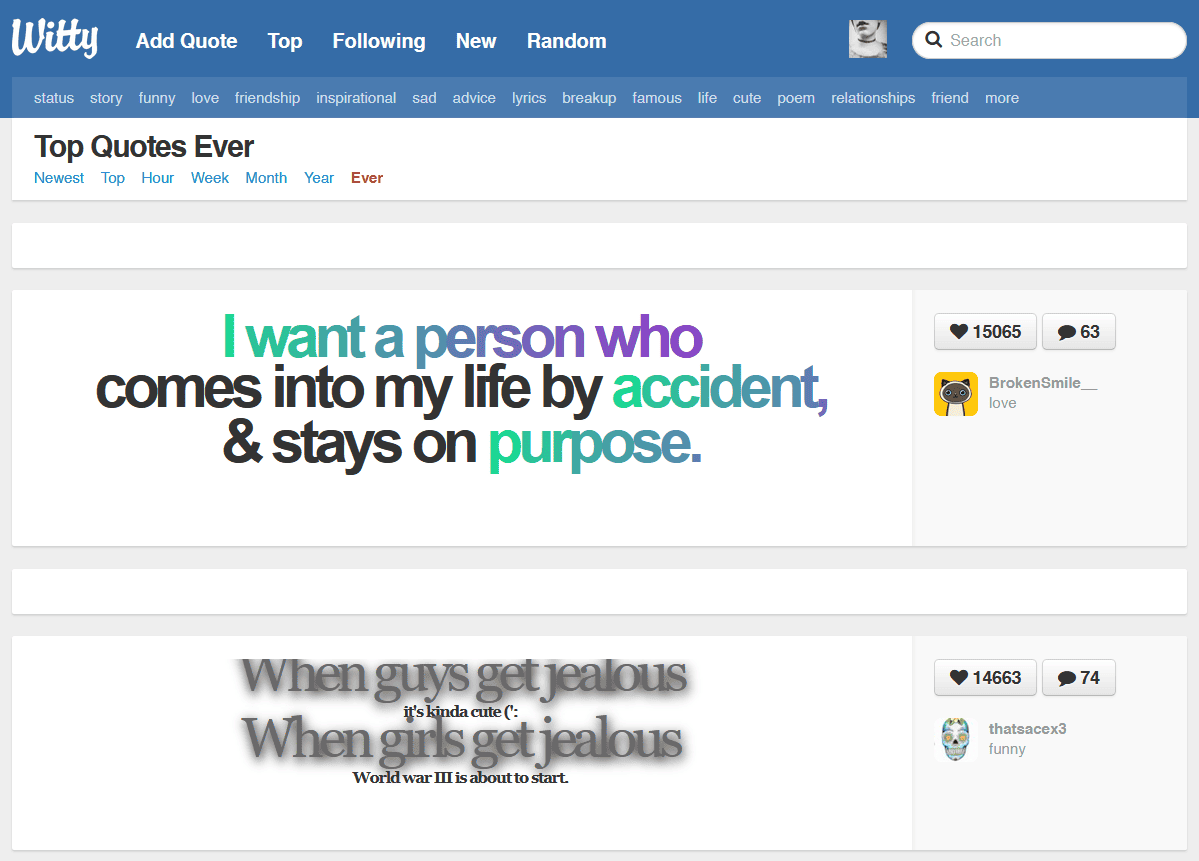 Witty Add Quote Top Following New Random Search
status story funny love friendship inspirational sad advice lyrics breakup famous life cute poem relationships friend more
Top Quotes Ever
Newest Top Hour Week Month Year Ever
I want a person who
comes into my life by accident,
& stays on purpose.
15065 63
BrokenSmile__
love
When guys get jealous
it's kinda cute (':
When girls get jealous
World war III is about to start.
14663 74
thatsacex3
funny